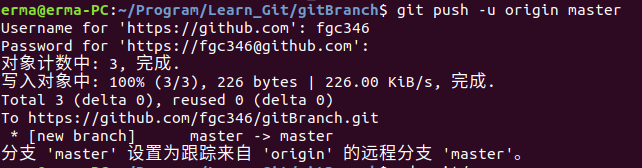 erma@erma-PC:~/Program/Learn_Git/gitBranch$ git push -u origin master
Username for 'https://github.com': fgc346
Password for 'https://fgc346@github.com':
对象计数中: 3, 完成.
写入对象中: 100% (3/3), 226 bytes | 226.00 KiB/s, 完成.
Total 3 (delta 0), reused 0 (delta 0)
To https://github.com/fgc346/gitBranch.git
 * [new branch]      master -> master
分支 'master' 设置为跟踪来自 'origin' 的远程分支 'master'。